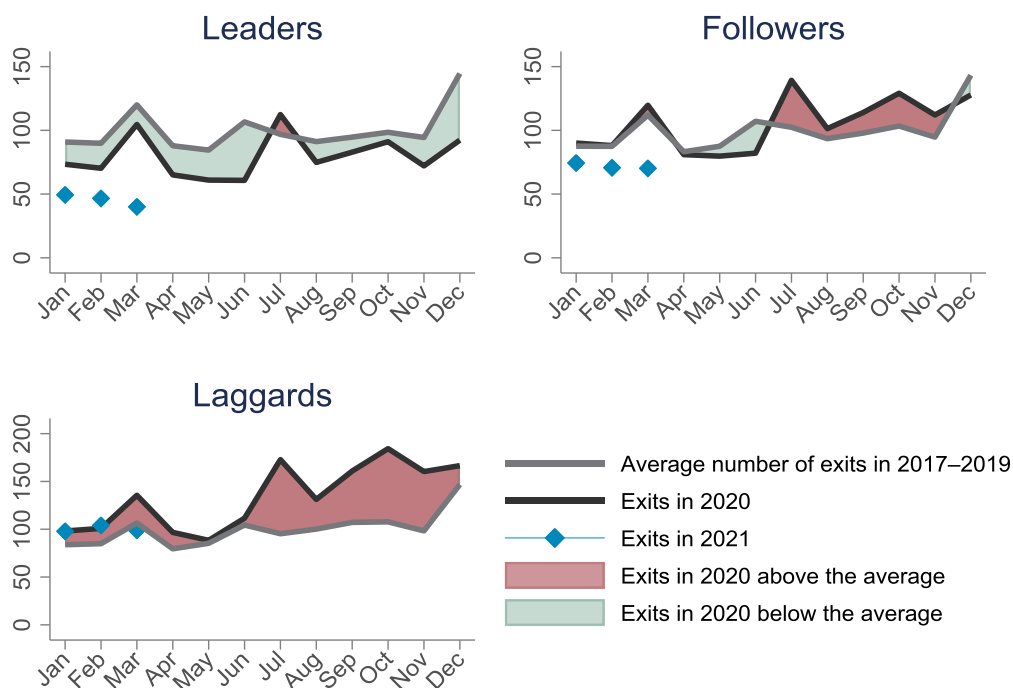 Leaders
150
100
50
0
Jan Feb Mar Apr May Jun Jul Aug Sep Oct Nov Dec
Followers
150
100
50
0
Jan Feb Mar Apr May Jun Jul Aug Sep Oct Nov Dec
Laggards
200
150
100
50
0
Jan Feb Mar Apr May Jun Jul Aug Sep Oct Nov Dec
Average number of exits in 2017–2019
Exits in 2020
Exits in 2021
Exits in 2020 above the average
Exits in 2020 below the average